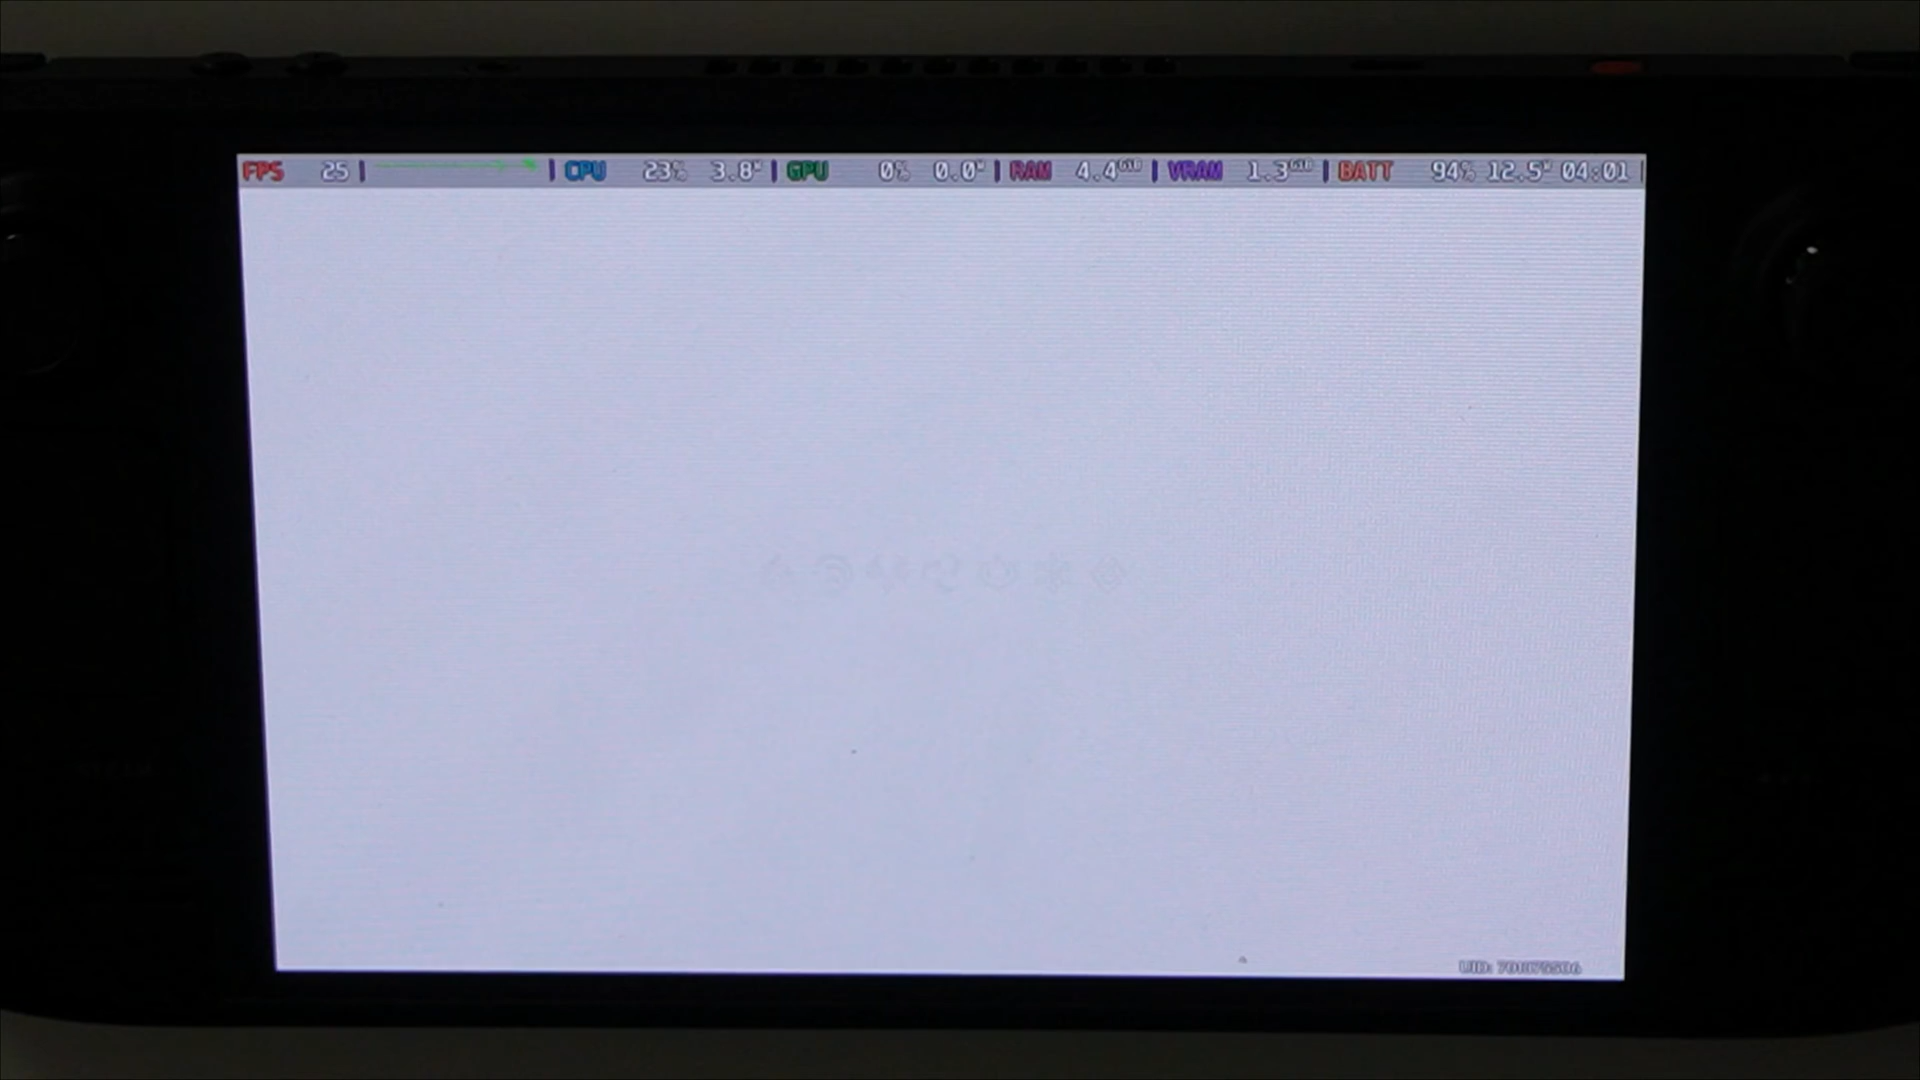 FPS 25 | CPU 23% 3.8W | GPU 0% 0.0W | RAM 4.4GiB | VRAM 1.3GiB | BATT 94% 12.5W 04:01 |
UID: